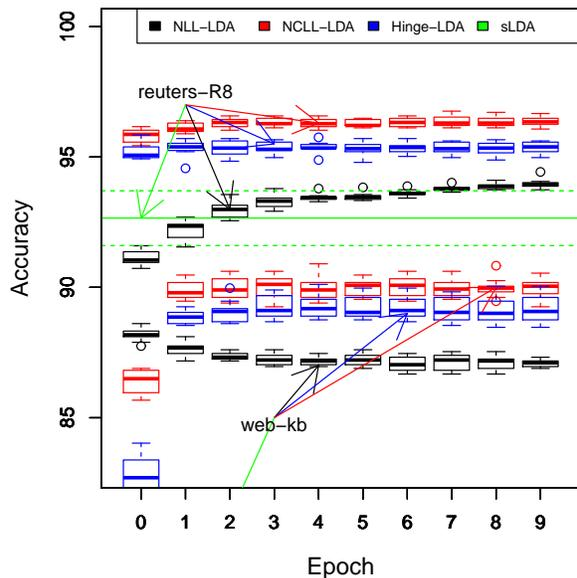 100
NLL−LDA NCLL−LDA Hinge−LDA sLDA
reuters−R8
95
Accuracy
90
web−kb
85
0 1 2 3 4 5 6 7 8 9
Epoch